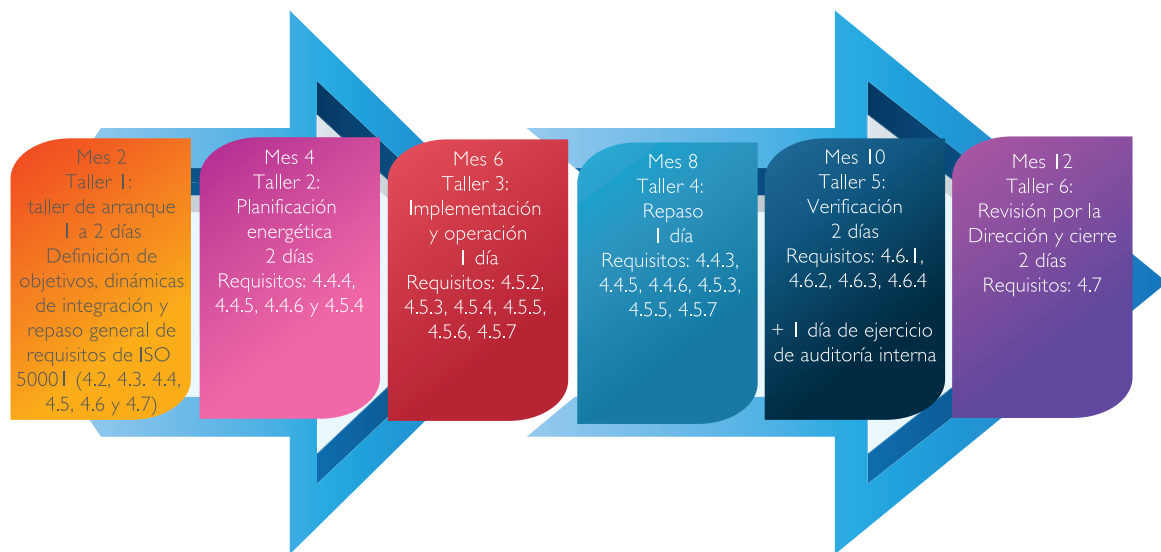 Mes 2
Taller 1:
taller de arranque
1 a 2 días
Definición de
objetivos, dinámicas
de integración y
repaso general de
requisitos de ISO
50001 (4.2, 4.3. 4.4,
4.5, 4.6 y 4.7)
Mes 4
Taller 2:
Planificación
energética
2 días
Requisitos: 4.4.4,
4.4.5, 4.4.6 y 4.5.4
Mes 6
Taller 3:
Implementación
y operación
1 día
Requisitos: 4.5.2,
4.5.3, 4.5.4, 4.5.5,
4.5.6, 4.5.7
Mes 8
Taller 4:
Repaso
1 día
Requisitos: 4.4.3,
4.4.5, 4.4.6, 4.5.3,
4.5.5, 4.5.7
Mes 10
Taller 5:
Verificación
2 días
Requisitos: 4.6.1,
4.6.2, 4.6.3, 4.6.4
+ 1 día de ejercicio
de auditoría interna
Mes 12
Taller 6:
Revisión por la
Dirección y cierre
2 días
Requisitos: 4.7